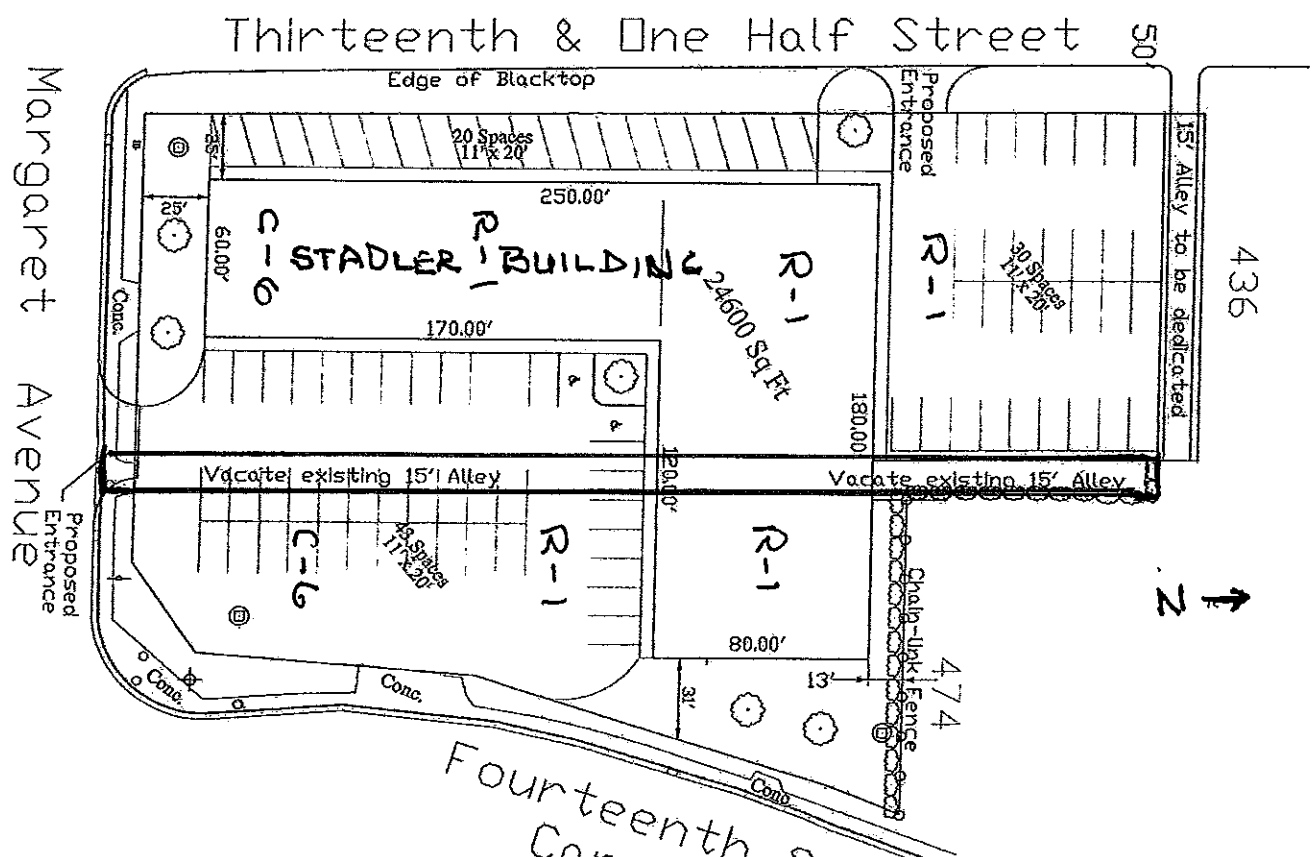 Thirteenth & One Half Street
50'
Edge of Blacktop
Proposed
Entrance
15' Alley to be dedicated
436
Margaret Avenue
20 Spaces
11' x 20'
25'
250.00'
60.00'
C-6
STADLER BUILDING
R-1
R-1
24600 Sq Ft
R-1
30 Spaces
11' x 20'
Conc.
170.00'
180.00'
120.00'
Vacate existing 15' Alley
Vacate existing 15' Alley
Proposed
Entrance
48 Spaces
11' x 20'
C-6
R-1
R-1
N
Chain-Link Fence
474
80.00'
13'
31'
Conc.
Conc.
Conc.
Fourteenth